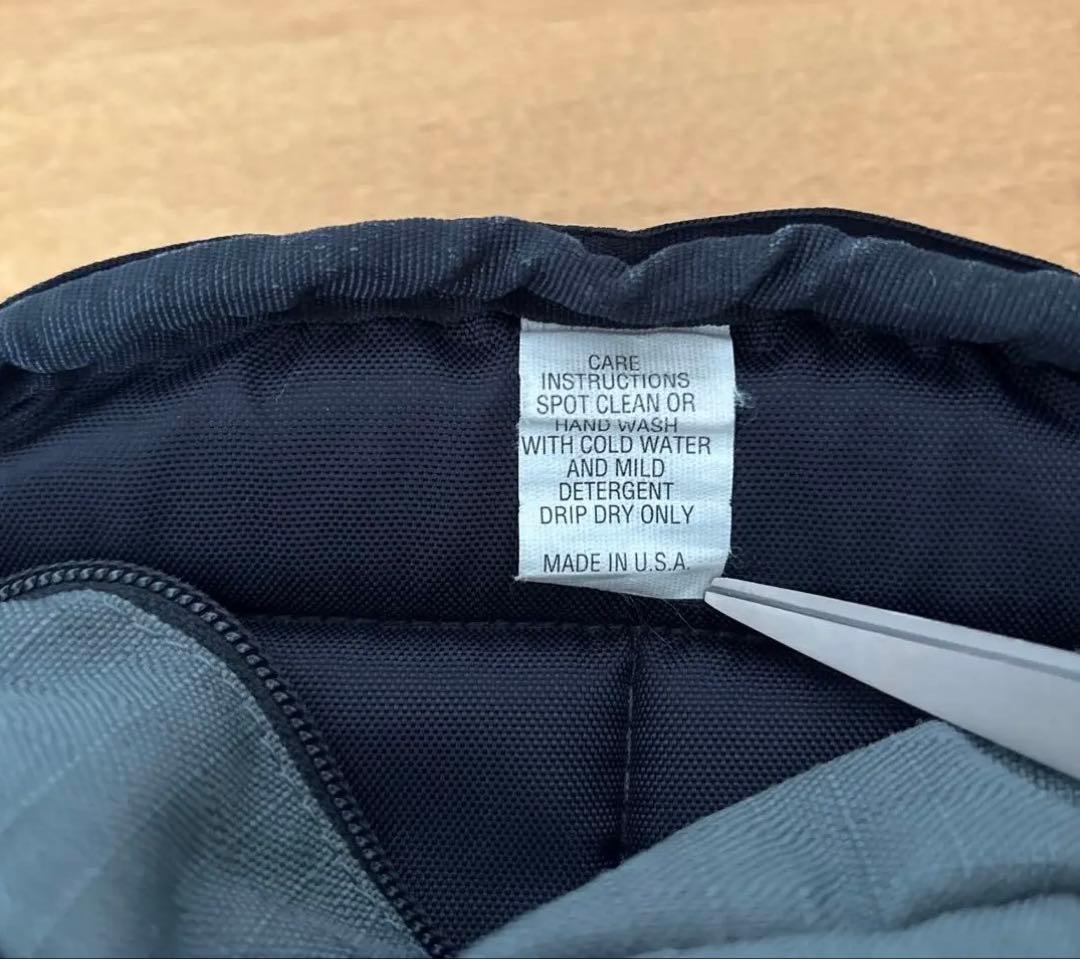 CARE
INSTRUCTIONS
SPOT CLEAN OR
HAND WASH
WITH COLD WATER
AND MILD
DETERGENT
DRIP DRY ONLY
MADE IN U.S.A.